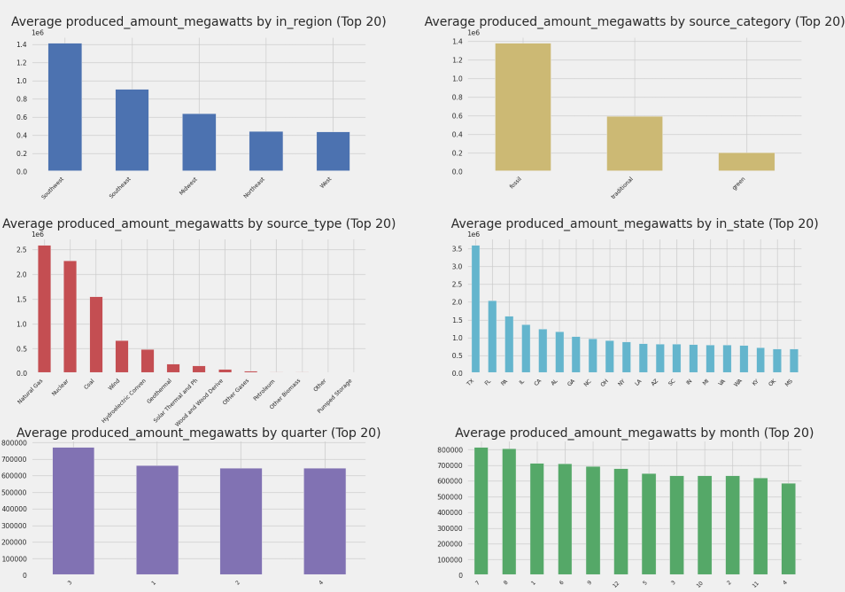 Average produced_amount_megawatts by in_region (Top 20)
1e6
1.4
1.2
1.0
0.8
0.6
0.4
0.2
0.0
Southwest
Southeast
Midwest
Northeast
West
Average produced_amount_megawatts by source_category (Top 20)
1e6
1.4
1.2
1.0
0.8
0.6
0.4
0.2
0.0
fossil
traditional
green
Average produced_amount_megawatts by source_type (Top 20)
1e6
2.5
2.0
1.5
1.0
0.5
0.0
Natural Gas
Nuclear
Coal
Wind
Hydroelectric Conven
Geothermal
Solar Thermal and Ph
Wood and Wood Derive
Other Gases
Petroleum
Other Biomass
Other
Pumped Storage
Average produced_amount_megawatts by in_state (Top 20)
1e6
3.5
3.0
2.5
2.0
1.5
1.0
0.5
0.0
TX
FL
PA
IL
CA
AL
GA
NC
OH
NY
LA
AZ
SC
IN
MI
VA
WA
KY
OK
MS
Average produced_amount_megawatts by quarter (Top 20)
800000
700000
600000
500000
400000
300000
200000
100000
0
3
1
2
4
Average produced_amount_megawatts by month (Top 20)
800000
700000
600000
500000
400000
300000
200000
100000
0
7
8
1
6
9
12
5
3
10
2
11
4